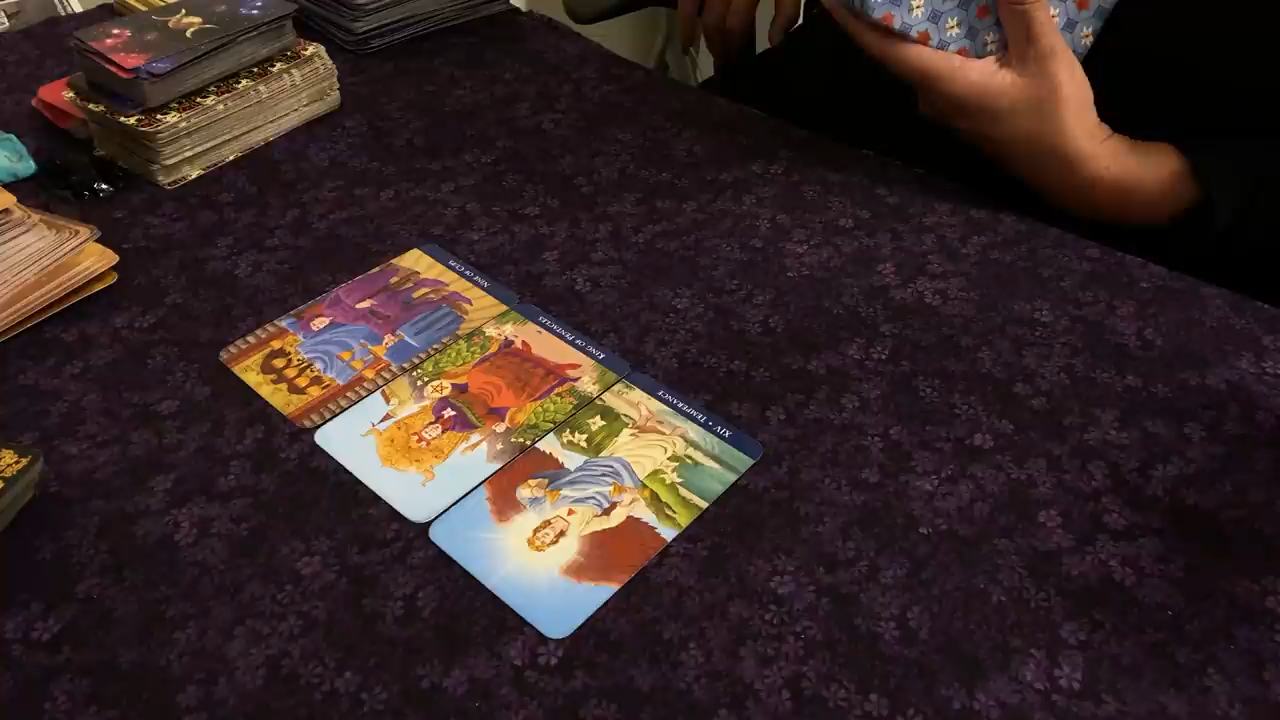 NINE OF CUPS
KING OF PENTACLES
XIV • TEMPERANCE